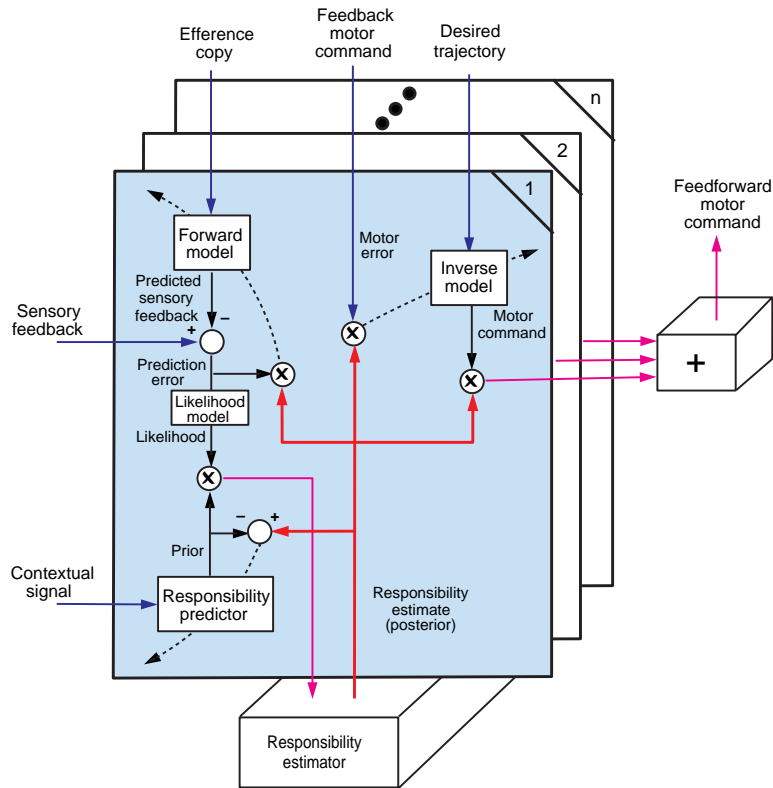 Efference
copy
Feedback
motor
command
Desired
trajectory
n
2
1
Feedforward
motor
command
Forward
model
Motor
error
Inverse
model
Predicted
sensory
feedback
−
+
Sensory
feedback
x
Motor
command
+
Prediction
error
x
x
Likelihood
model
Likelihood
x
−
+
Prior
Contextual
signal
Responsibility
predictor
Responsibility
estimate
(posterior)
Responsibility
estimator